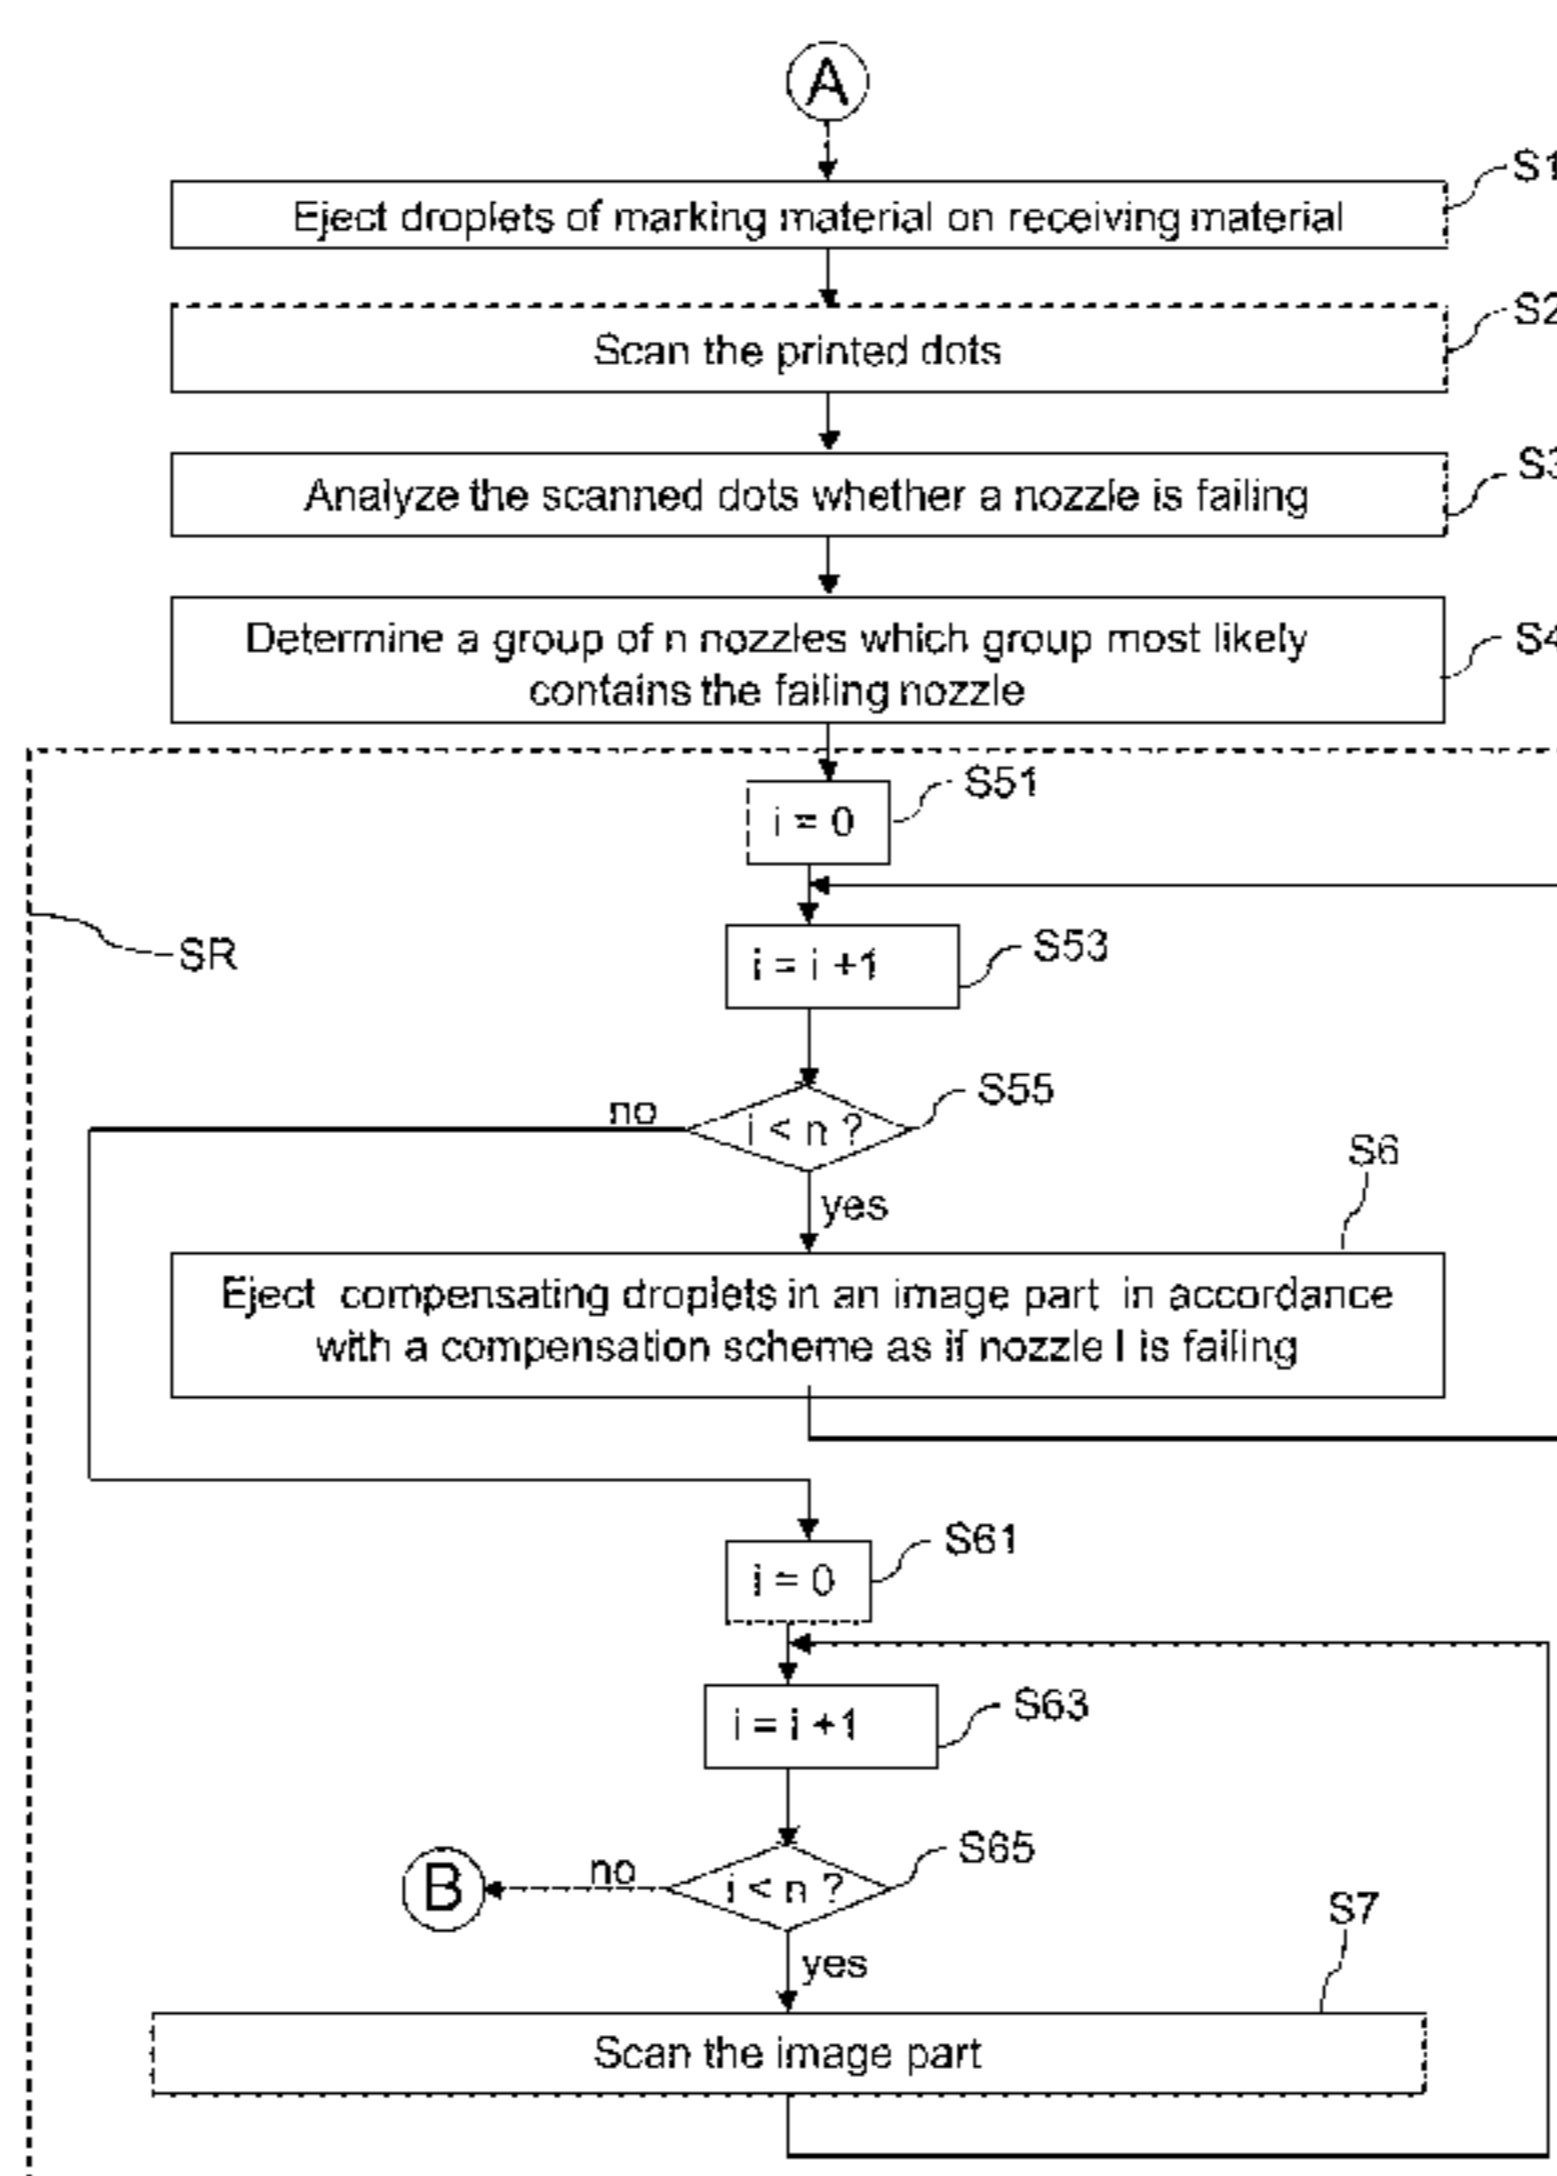 A
S1
Eject droplets of marking material on receiving material
S2
Scan the printed dots
S3
Analyze the scanned dots whether a nozzle is failing
S4
Determine a group of n nozzles which group most likely
contains the failing nozzle
S51
i = 0
SR
S53
i = i +1
S55
no
i < n ?
yes
S6
Eject compensating droplets in an image part in accordance
with a compensation scheme as if nozzle I is failing
S61
i = 0
S63
i = i +1
S65
B
no
i < n ?
yes
S7
Scan the image part